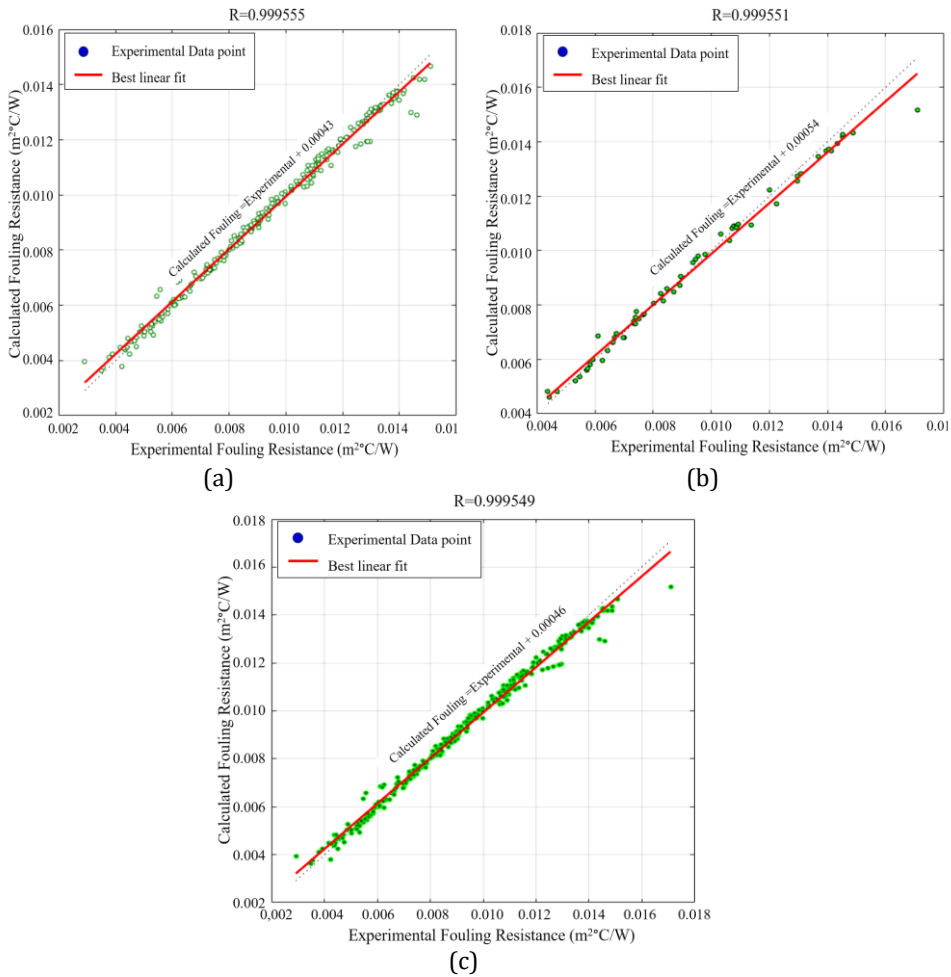 R=0.999555
0.016
0.014
0.012
0.010
0.008
0.006
0.004
0.002
Calculated Fouling Resistance (m²°C/W)
Experimental Data point
Best linear fit
Calculated Fouling =Experimental + 0.00043
0.002 0.004 0.006 0.008 0.010 0.012 0.014 0.01
Experimental Fouling Resistance (m²°C/W)
(a)
R=0.999551
0.018
0.016
0.014
0.012
0.010
0.008
0.006
0.004
Calculated Fouling Resistance (m²°C/W)
Experimental Data point
Best linear fit
Calculated Fouling =Experimental + 0.00054
0.004 0.006 0.008 0.010 0.012 0.014 0.016 0.01
Experimental Fouling Resistance (m²°C/W)
(b)
R=0.999549
0.018
0.016
0.014
0.012
0.010
0.008
0.006
0.004
0.002
Calculated Fouling Resistance (m²°C/W)
Experimental Data point
Best linear fit
Calculated Fouling =Experimental + 0.00046
0.002 0.004 0.006 0.008 0.010 0.012 0.014 0.016 0.018
Experimental Fouling Resistance (m²°C/W)
(c)